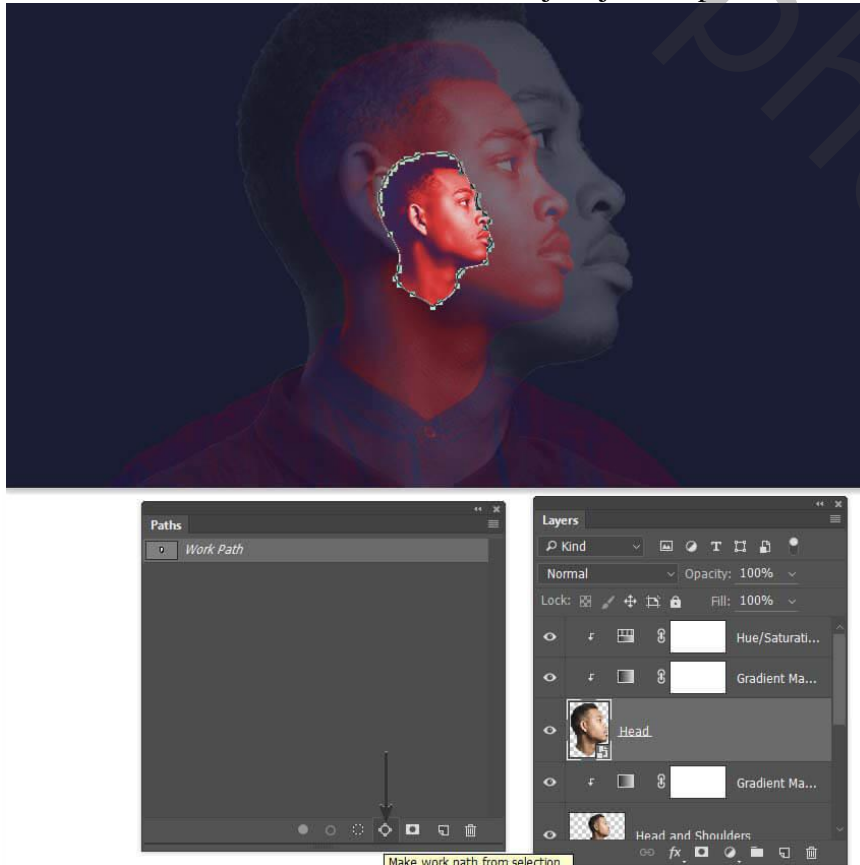 Paths
Work Path
Make work path from selection
Layers
Kind
T
Normal
Opacity: 100%
Lock:
Fill: 100%
Hue/Saturati...
Gradient Ma...
Head
Gradient Ma...
Head and Shoulders
fx